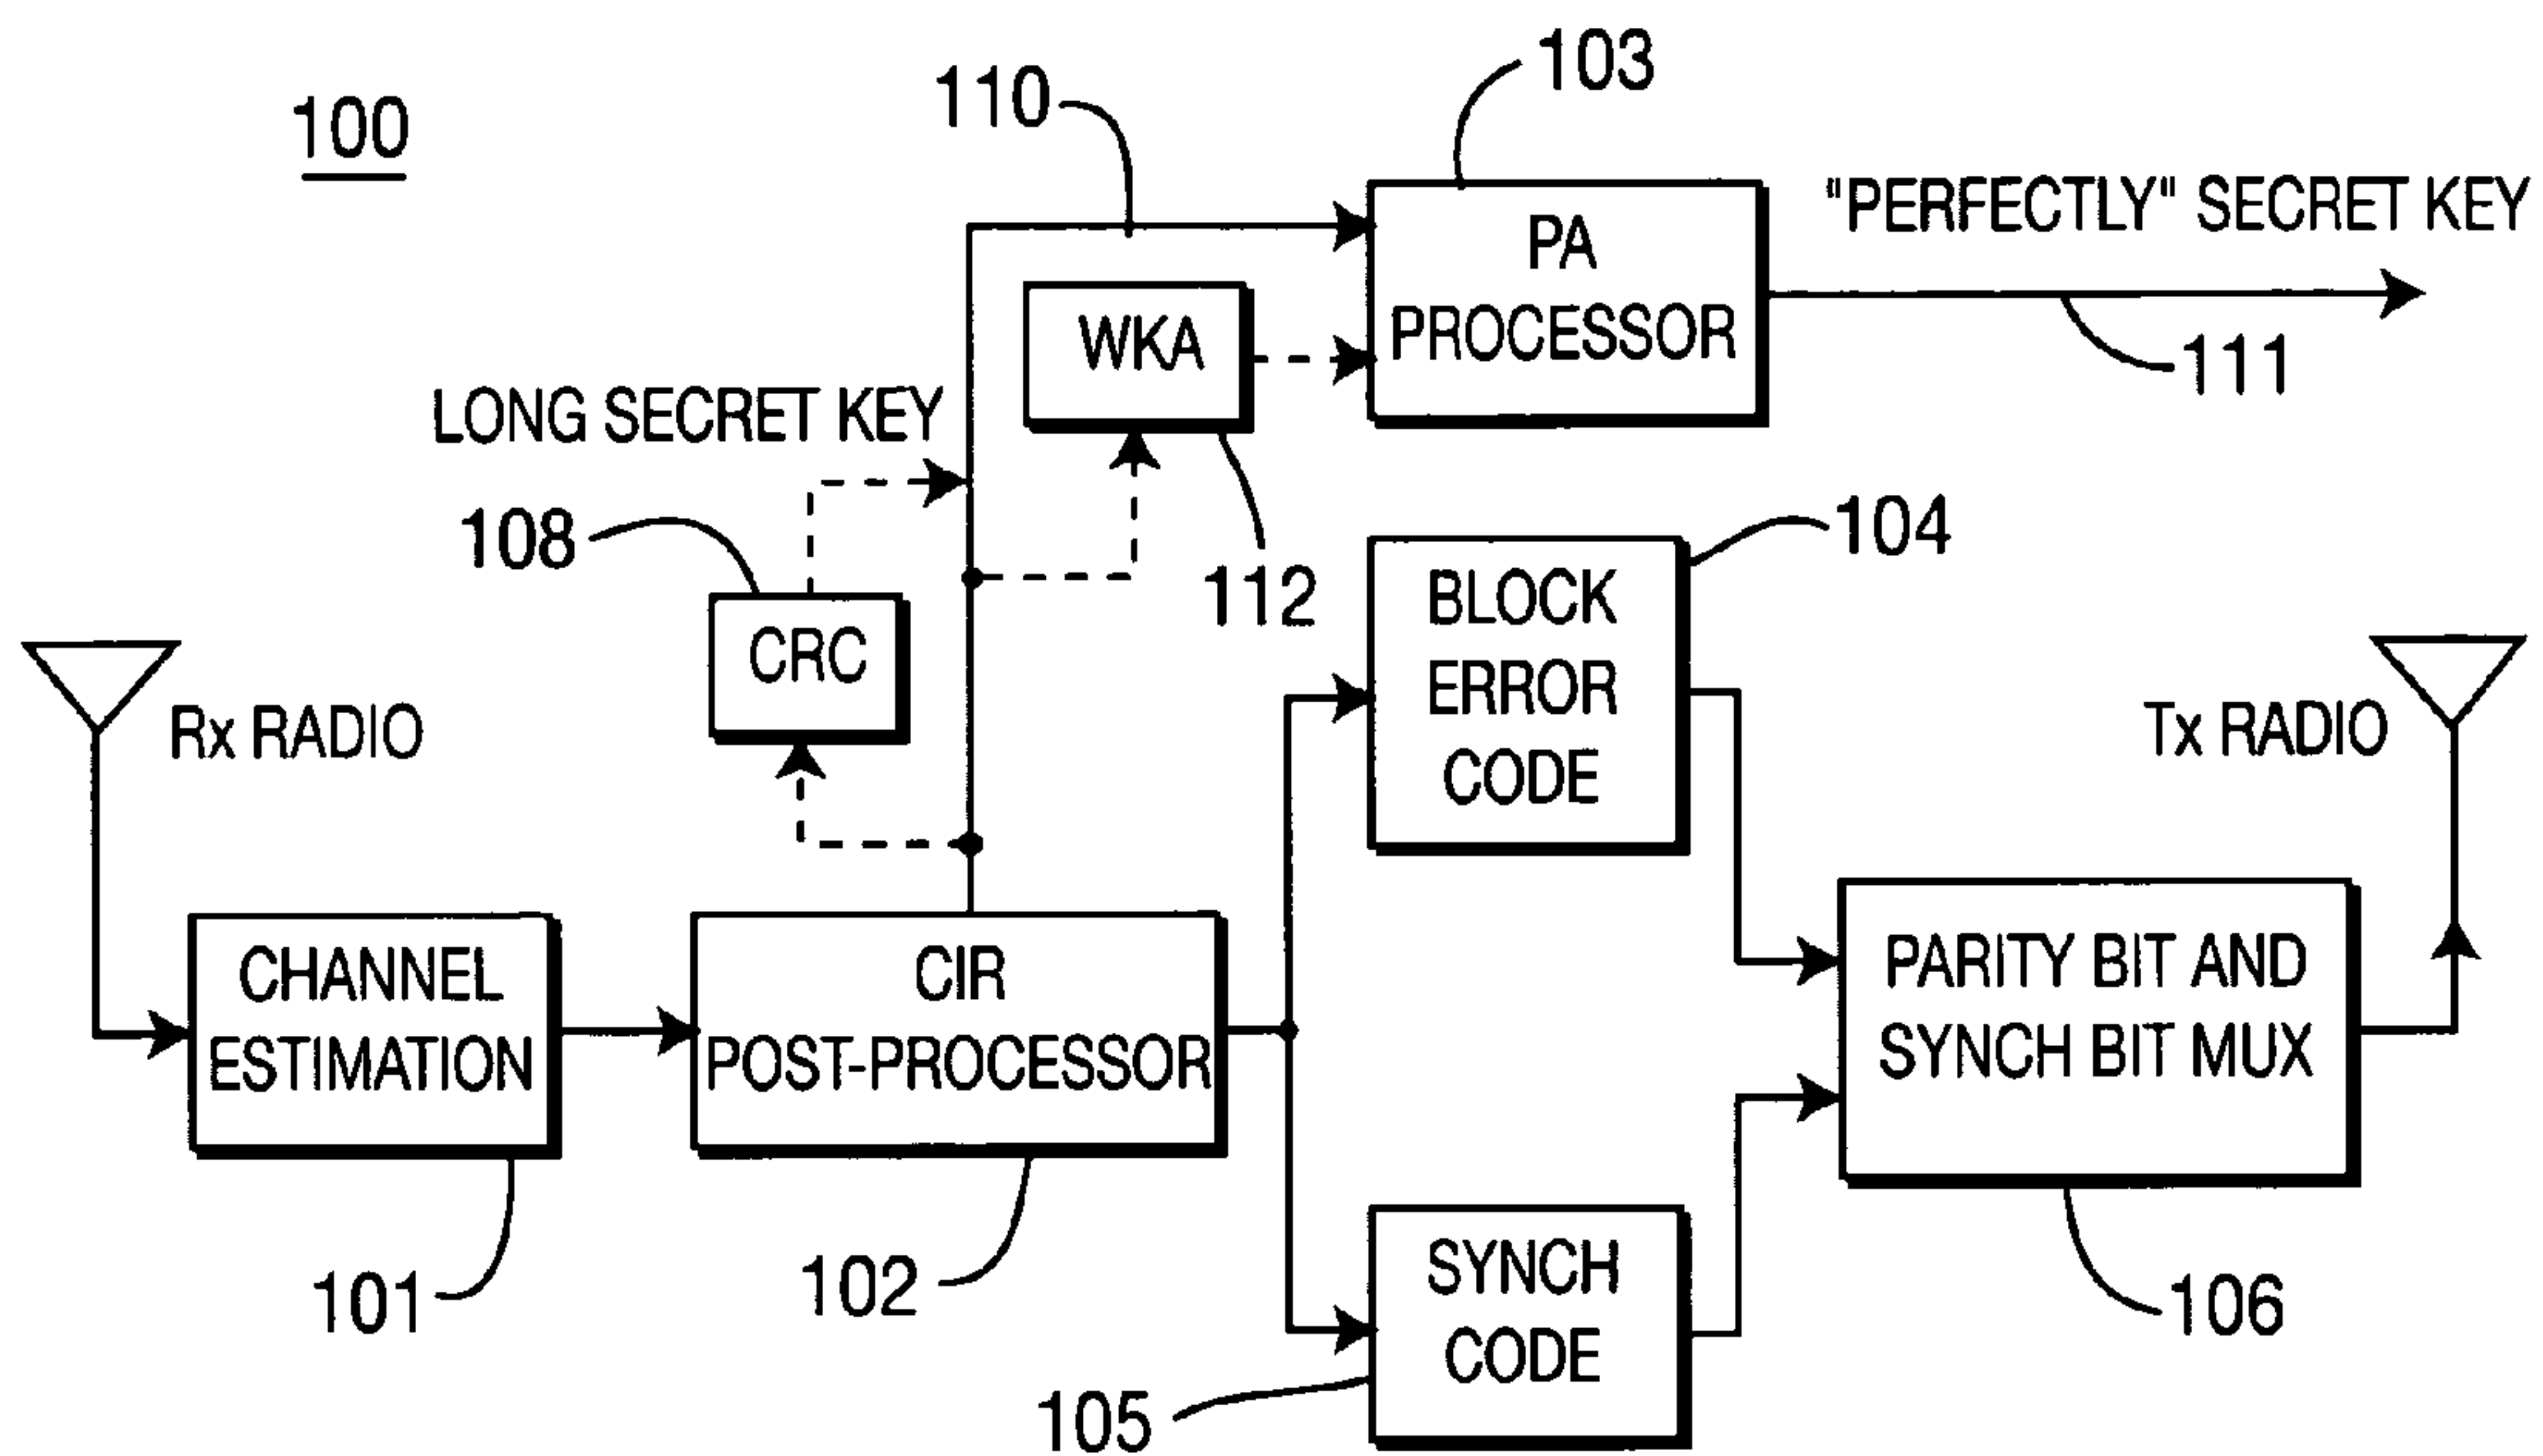 100
110
103
"PERFECTLY" SECRET KEY
PA
PROCESSOR
WKA
111
LONG SECRET KEY
108
112
CRC
104
BLOCK
ERROR
CODE
Rx RADIO
Tx RADIO
CHANNEL
ESTIMATION
CIR
POST-PROCESSOR
PARITY BIT AND
SYNCH BIT MUX
101
102
SYNCH
CODE
105
106